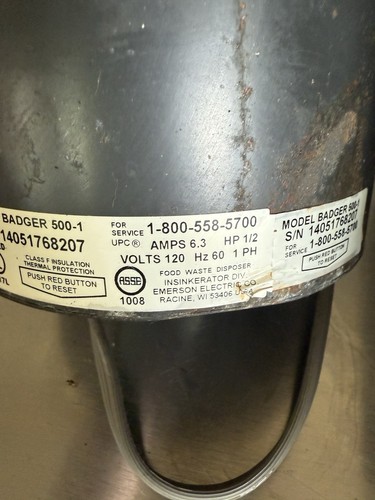 BADGER 500-1
14051768207
CLASS F INSULATION
THERMAL PROTECTION
PUSH RED BUTTON
TO RESET
FOR
SERVICE 1-800-558-5700
UPC® AMPS 6.3 HP 1/2
VOLTS 120 Hz 60 1 PH
ASSE
1008
FOOD WASTE DISPOSER
INSINKERATOR DIV.
EMERSON ELECTRIC CO
RACINE, WI 53406
MODEL BADGER 500-1
S/N 14051768207
FOR
SERVICE 1-800-558-5700
PUSH RED BUTTON
TO RESET